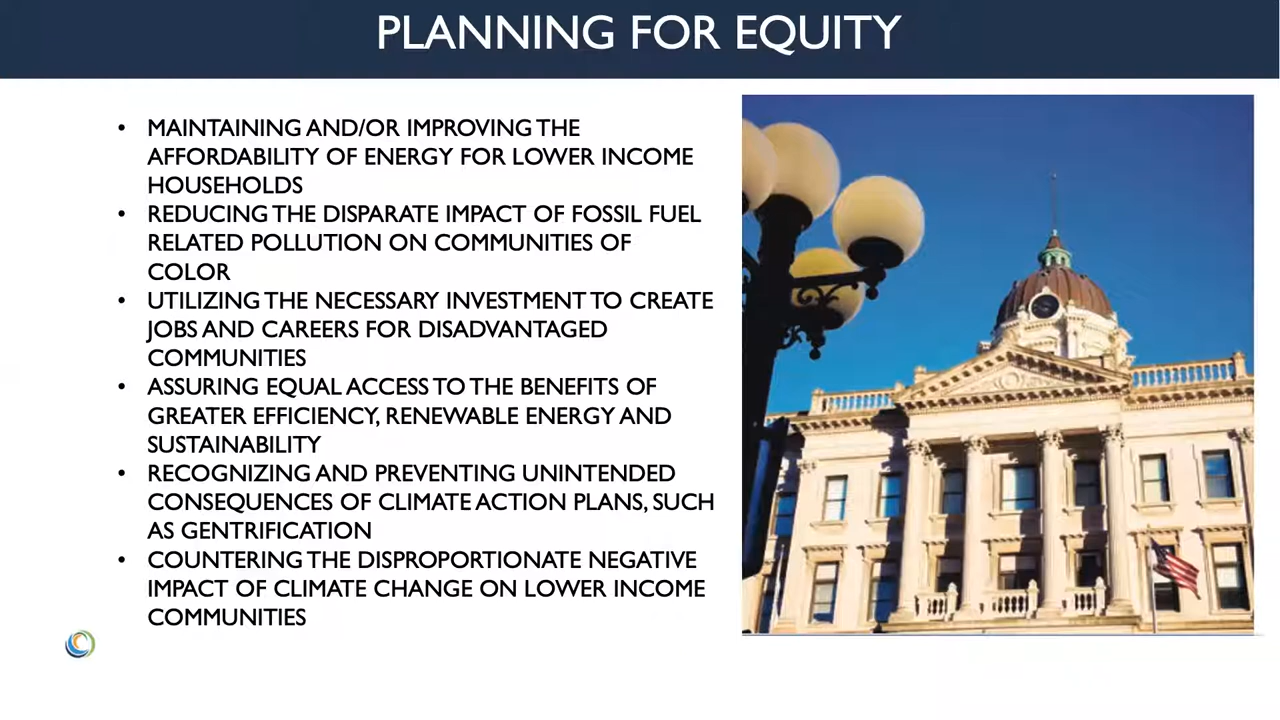 PLANNING FOR EQUITY
• MAINTAINING AND/OR IMPROVING THE
AFFORDABILITY OF ENERGY FOR LOWER INCOME
HOUSEHOLDS
• REDUCING THE DISPARATE IMPACT OF FOSSIL FUEL
RELATED POLLUTION ON COMMUNITIES OF
COLOR
• UTILIZING THE NECESSARY INVESTMENT TO CREATE
JOBS AND CAREERS FOR DISADVANTAGED
COMMUNITIES
• ASSURING EQUAL ACCESS TO THE BENEFITS OF
GREATER EFFICIENCY, RENEWABLE ENERGY AND
SUSTAINABILITY
• RECOGNIZING AND PREVENTING UNINTENDED
CONSEQUENCES OF CLIMATE ACTION PLANS, SUCH
AS GENTRIFICATION
• COUNTERING THE DISPROPORTIONATE NEGATIVE
IMPACT OF CLIMATE CHANGE ON LOWER INCOME
COMMUNITIES